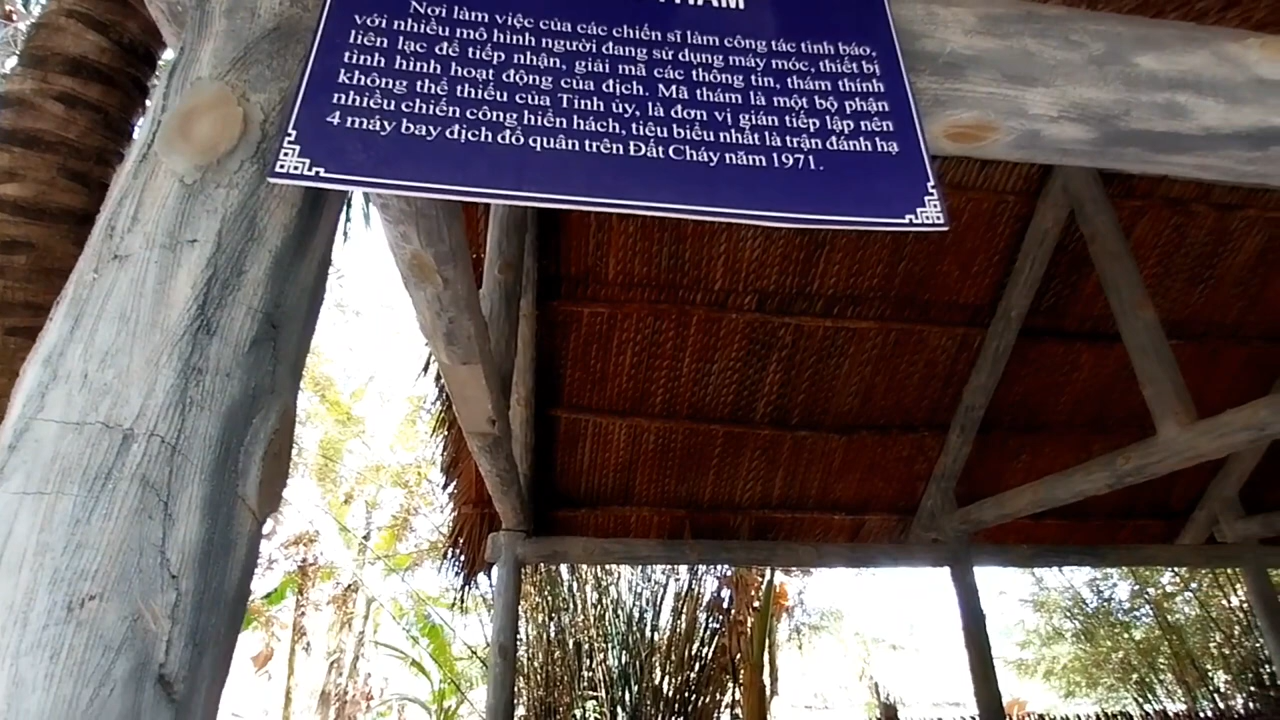 Nơi làm việc của các chiến sĩ làm công tác tình báo,
với nhiều mô hình người đang sử dụng máy móc, thiết bị
liên lạc để tiếp nhận, giải mã các thông tin, thám thính
tình hình hoạt động của địch. Mã thám là một bộ phận
không thể thiếu của Tỉnh ủy, là đơn vị gián tiếp lập nên
nhiều chiến công hiển hách, tiêu biểu nhất là trận đánh hạ
4 máy bay địch đổ quân trên Đất Cháy năm 1971.